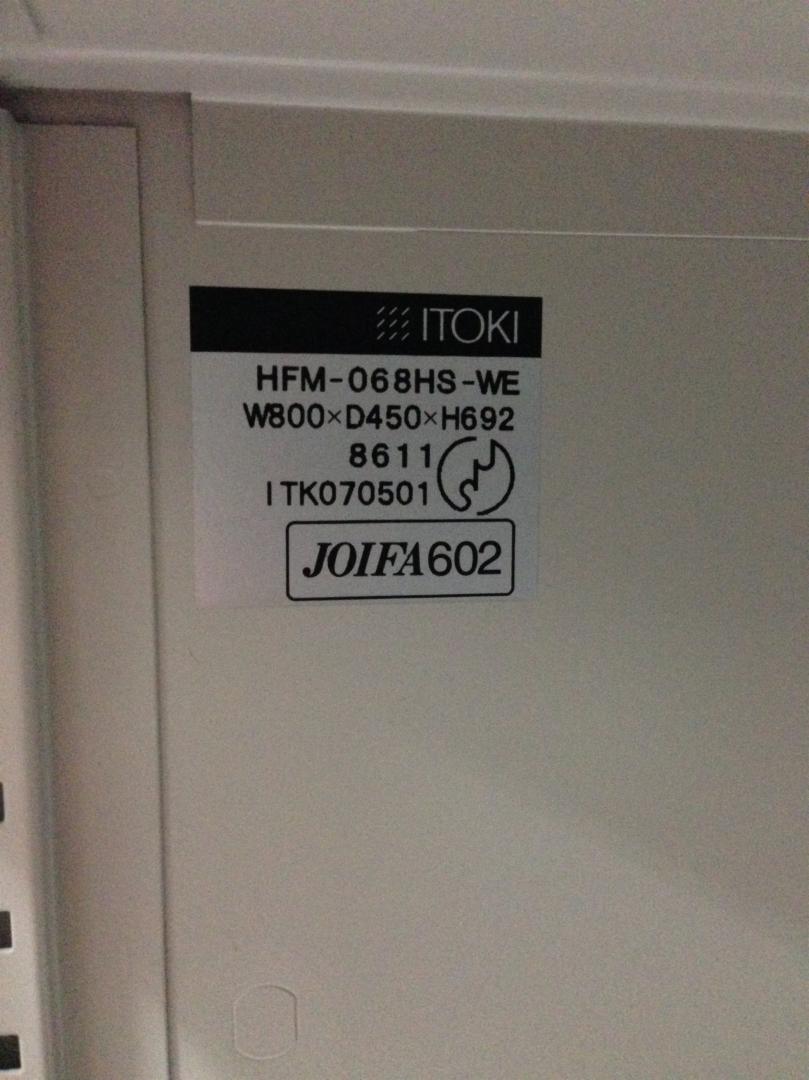 ITOKI
HFM-068HS-WE
W800×D450×H692
8611
ITK070501
JOIFA602